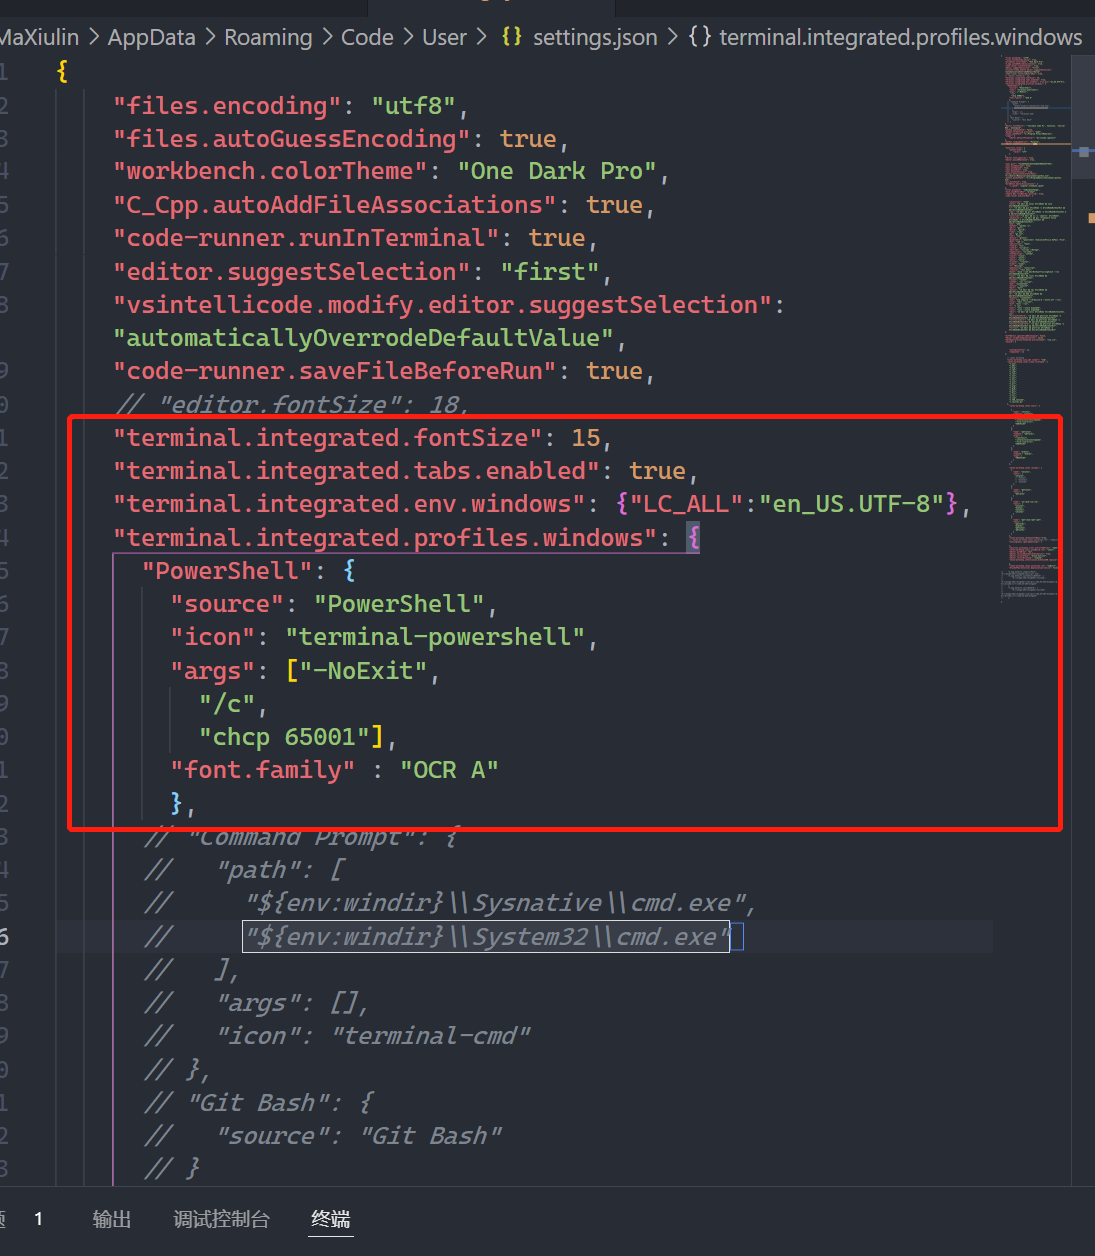 MaXiulin > AppData > Roaming > Code > User > {} settings.json > {} terminal.integrated.profiles.windows
1 {
2 "files.encoding": "utf8",
3 "files.autoGuessEncoding": true,
4 "workbench.colorTheme": "One Dark Pro",
5 "C_Cpp.autoAddFileAssociations": true,
6 "code-runner.runInTerminal": true,
7 "editor.suggestSelection": "first",
8 "vsintellicode.modify.editor.suggestSelection":
"automaticallyOverrodeDefaultValue",
9 "code-runner.saveFileBeforeRun": true,
0 // "editor.fontSize": 18,
1 "terminal.integrated.fontSize": 15,
2 "terminal.integrated.tabs.enabled": true,
3 "terminal.integrated.env.windows": {"LC_ALL":"en_US.UTF-8"},
4 "terminal.integrated.profiles.windows": {
5 "PowerShell": {
6 "source": "PowerShell",
7 "icon": "terminal-powershell",
8 "args": ["-NoExit",
9 "/c",
0 "chcp 65001"],
1 "font.family" : "OCR A"
2 },
3 // "Command Prompt": {
4 // "path": [
5 // "${env:windir}\\Sysnative\\cmd.exe",
6 // "${env:windir}\\System32\\cmd.exe"
7 // ],
8 // "args": [],
9 // "icon": "terminal-cmd"
0 // },
1 // "Git Bash": {
2 // "source": "Git Bash"
3 // }
题 1 输出 调试控制台 终端